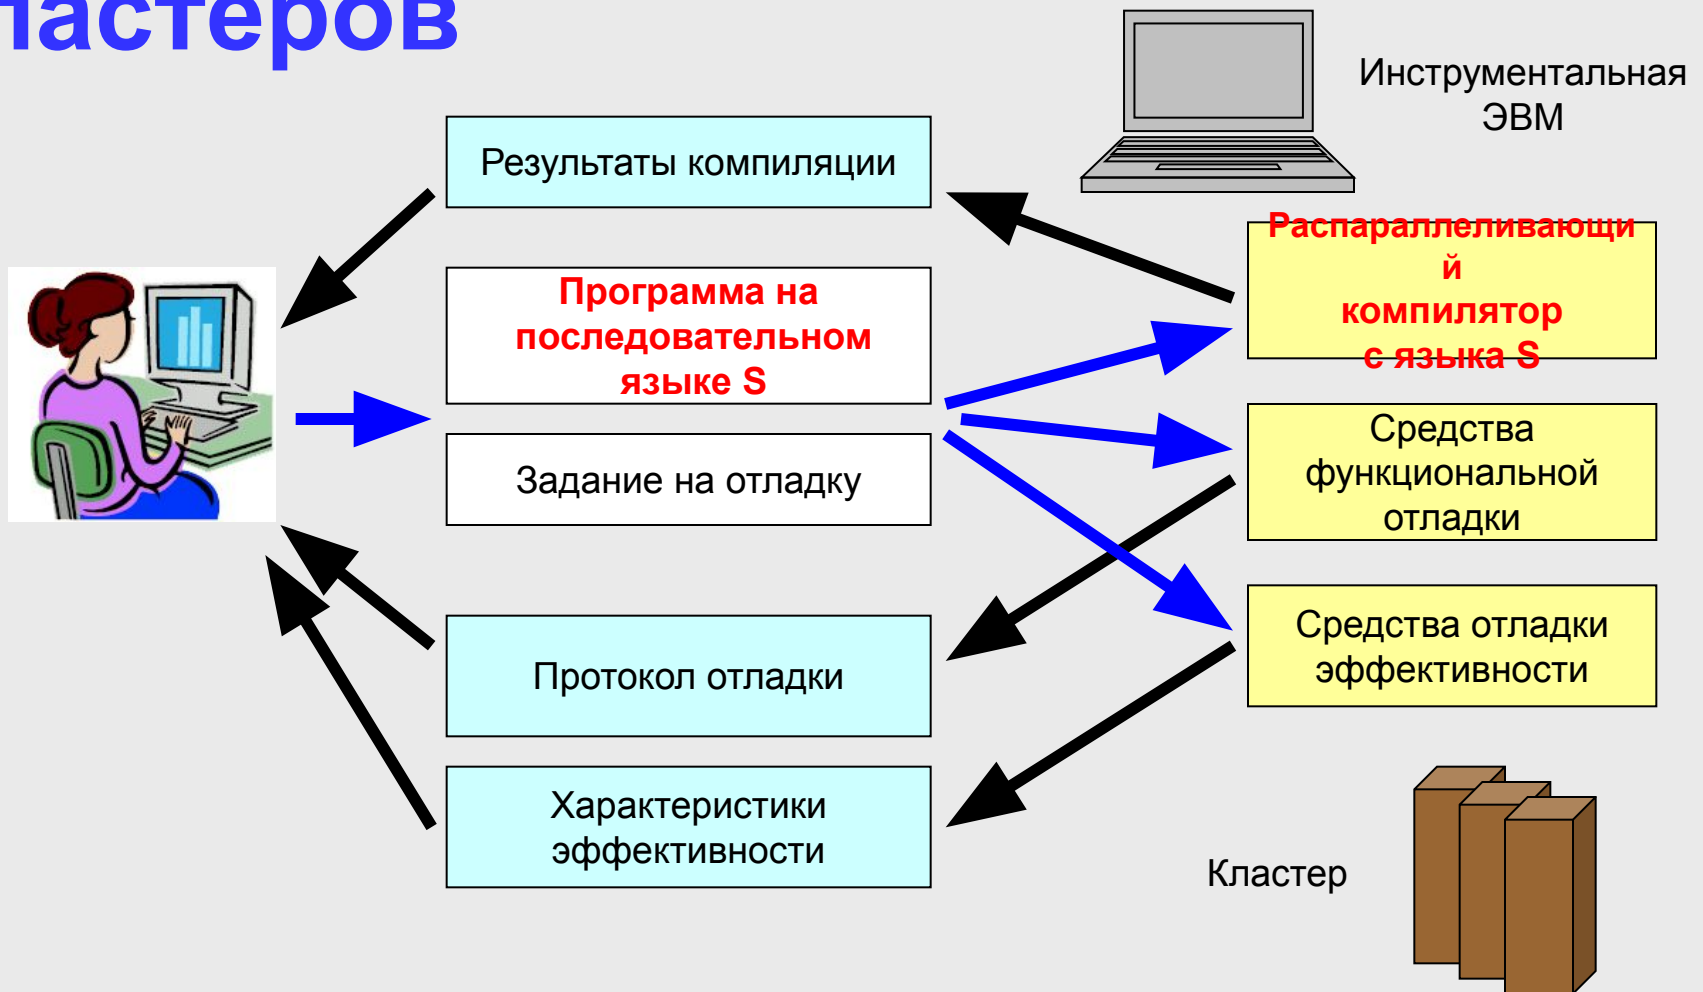 Инструментальная
ЭВМ
Результаты компиляции
Распараллеливающи
й
компилятор
с языка S
Программа на
последовательном
языке S
Средства
функциональной
отладки
Задание на отладку
Средства отладки
эффективности
Протокол отладки
Характеристики
эффективности
Кластер